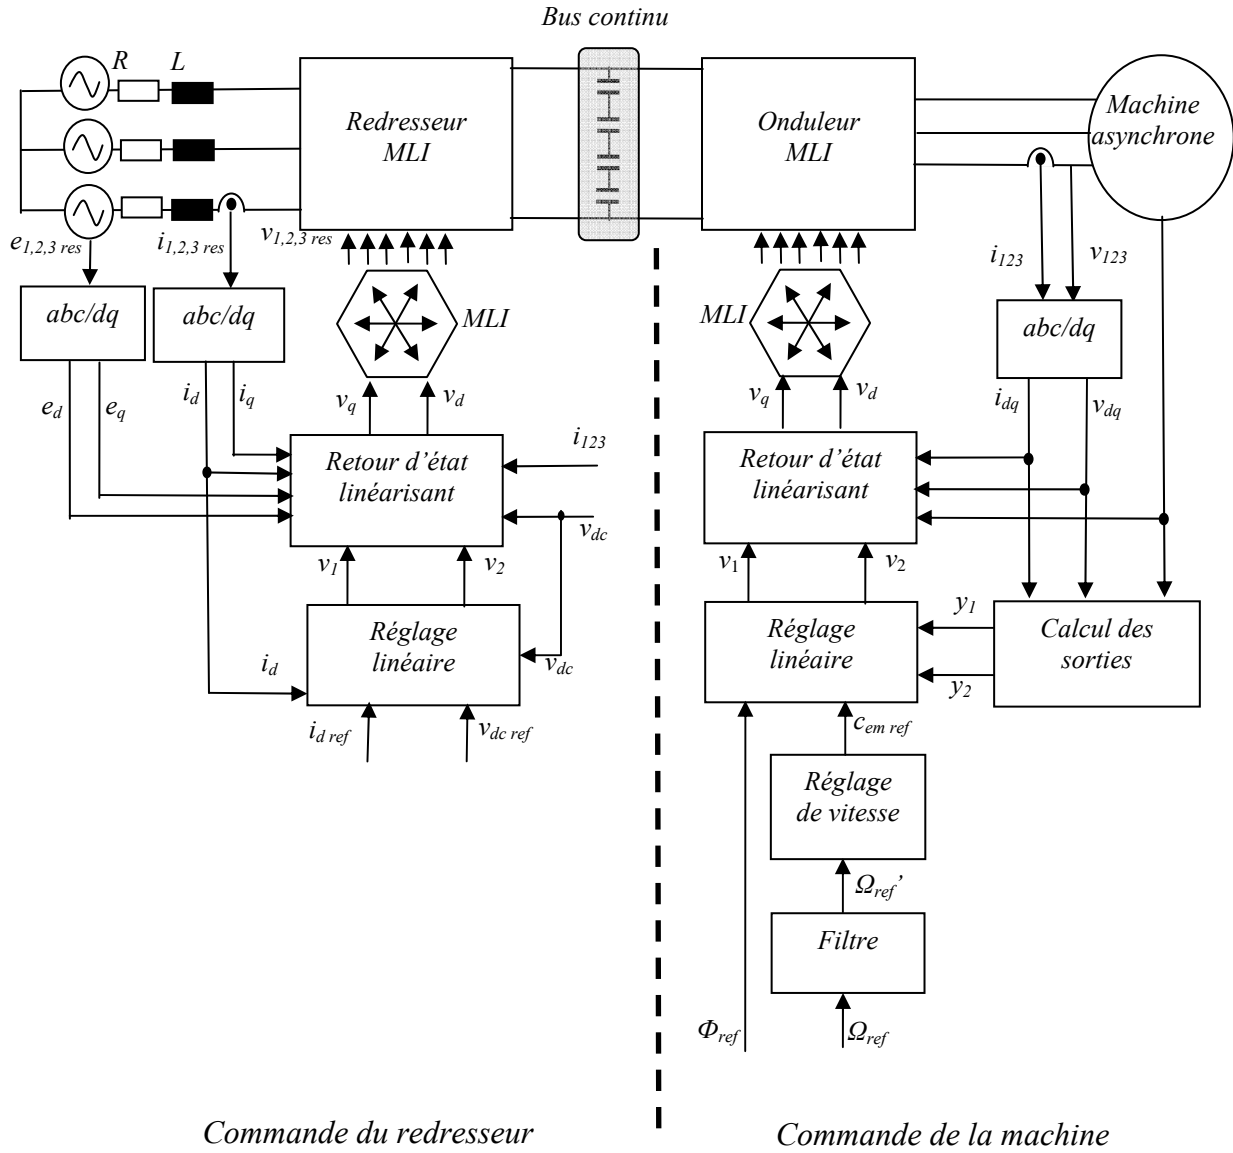 Bus continu
R
L
Redresseur
MLI
Onduleur
MLI
Machine
asynchrone
e1,2,3 res
i1,2,3 res
v1,2,3 res
i123
v123
abc/dq
abc/dq
MLI
MLI
abc/dq
ed
eq
id
iq
vq
vd
vq
vd
idq
vdq
Retour d’état
linéarisant
i123
vdc
Retour d’état
linéarisant
v1
v2
v1
v2
Réglage
linéaire
id
vdc
Réglage
linéaire
y1
y2
Calcul des
sorties
id ref
vdc ref
cem ref
Réglage
de vitesse
Ωref’
Filtre
Φref
Ωref
Commande du redresseur
Commande de la machine